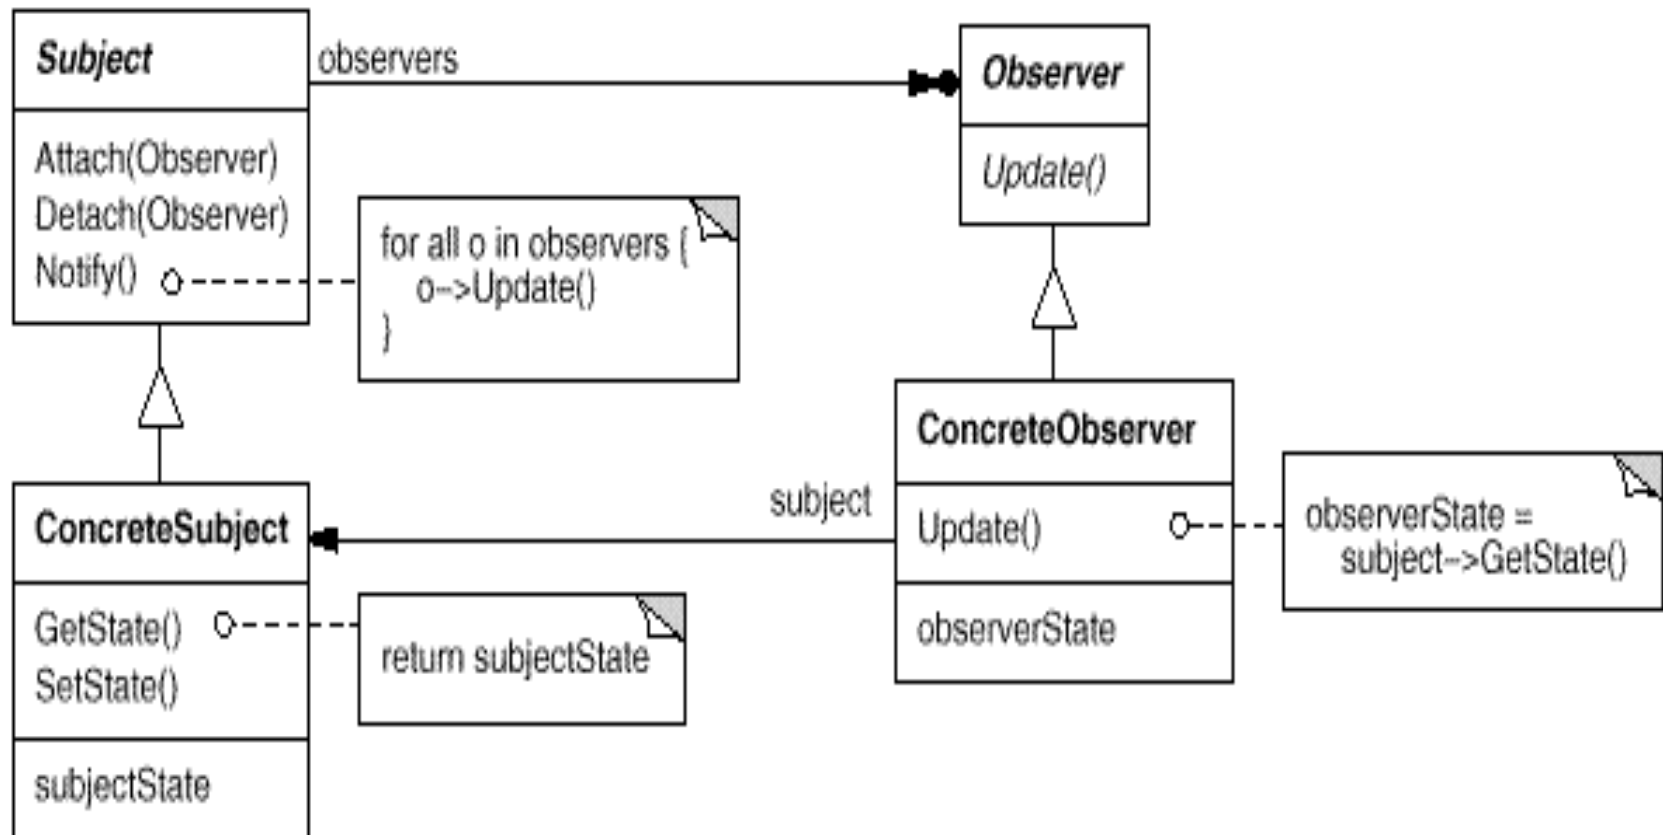 Subject
observers
Observer
Attach(Observer)
Detach(Observer)
Notify()
for all o in observers {
o->Update()
}
Update()
ConcreteObserver
Update()
observerState
observerState =
subject->GetState()
subject
ConcreteSubject
GetState()
SetState()
subjectState
return subjectState